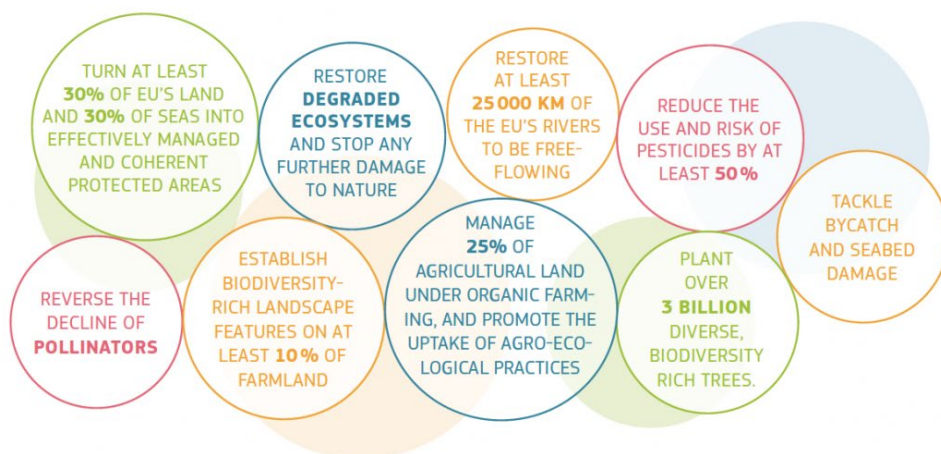 TURN AT LEAST
30% OF EU'S LAND
AND 30% OF SEAS INTO
EFFECTIVELY MANAGED
AND COHERENT
PROTECTED AREAS
RESTORE
DEGRADED
ECOSYSTEMS
AND STOP ANY
FURTHER DAMAGE
TO NATURE
RESTORE
AT LEAST
25 000 KM OF
THE EU'S RIVERS
TO BE FREE-
FLOWING
REDUCE THE
USE AND RISK OF
PESTICIDES BY AT
LEAST 50%
TACKLE
BYCATCH
AND SEABED
DAMAGE
REVERSE THE
DECLINE OF
POLLINATORS
ESTABLISH
BIODIVERSITY-
RICH LANDSCAPE
FEATURES ON AT
LEAST 10% OF
FARMLAND
MANAGE
25% OF
AGRICULTURAL LAND
UNDER ORGANIC FARM-
ING, AND PROMOTE THE
UPTAKE OF AGRO-ECO-
LOGICAL PRACTICES
PLANT
OVER
3 BILLION
DIVERSE,
BIODIVERSITY
RICH TREES.